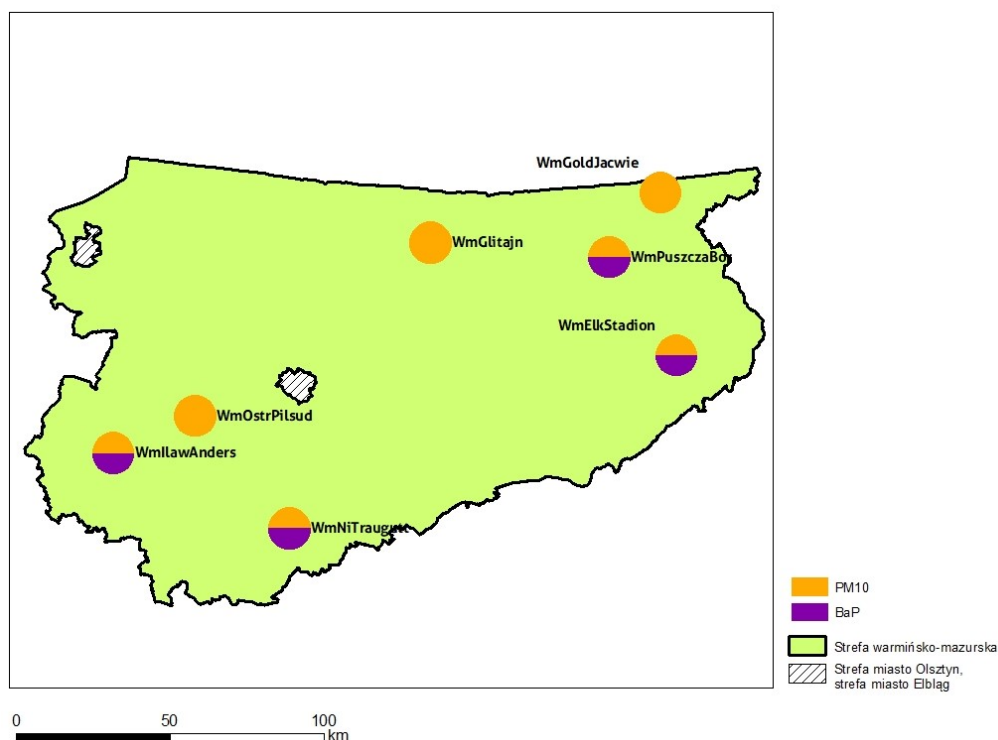 WmGoldJacwie
WmGlitajn
WmPuszczaBor
WmElkStadion
WmOstrPilsud
WmIlawAnders
WmNiTraugutt
PM10
BaP
Strefa warmińsko-mazurska
Strefa miasto Olsztyn,
strefa miasto Elbląg
0 50 100
km